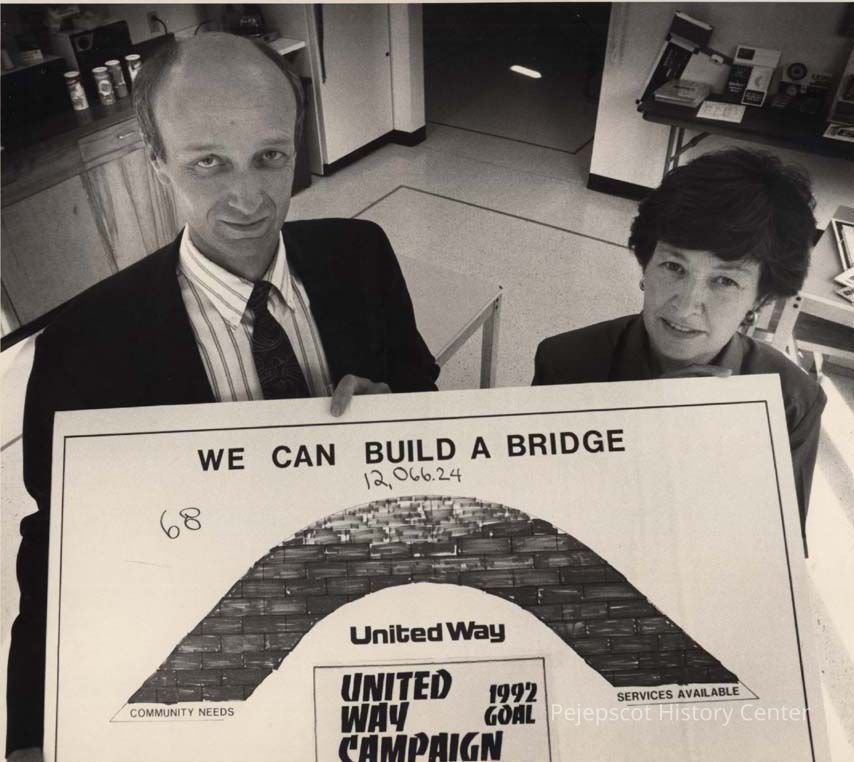 WE CAN BUILD A BRIDGE
12,066.24
68
United Way
UNITED
WAY
CAMPAIGN
1992
GOAL
COMMUNITY NEEDS
SERVICES AVAILABLE
Pejepscot History Center